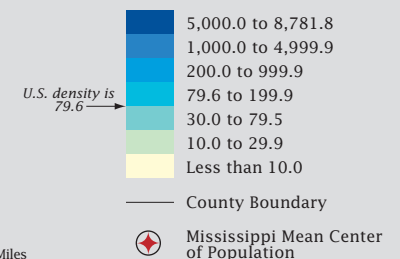 5,000.0 to 8,781.8
1,000.0 to 4,999.9
200.0 to 999.9
U.S. density is
79.6
79.6 to 199.9
30.0 to 79.5
10.0 to 29.9
Less than 10.0
County Boundary
Mississippi Mean Center
of Population
Miles